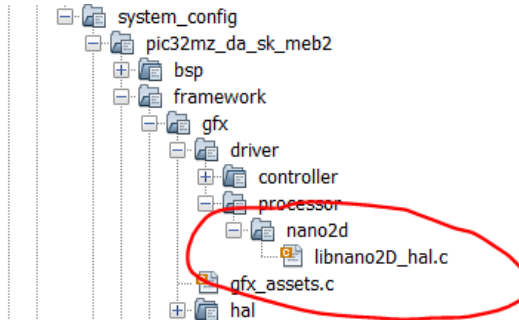 system_config
pic32mz_da_sk_meb2
bsp
framework
gfx
driver
controller
processor
nano2d
libnano2D_hal.c
gfx_assets.c
hal